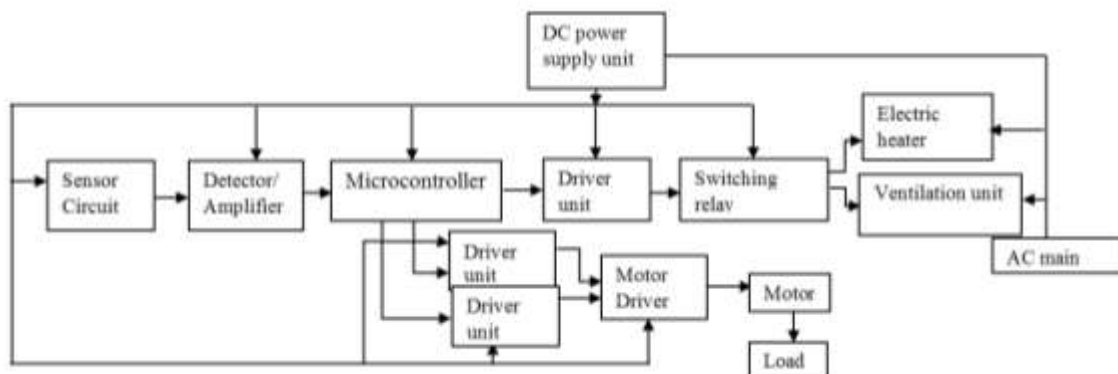 DC power
supply unit
Electric
heater
Sensor
Circuit
Detector/
Amplifier
Microcontroller
Driver
unit
Switching
relay
Ventilation unit
AC main
Driver
unit
Driver
unit
Motor
Driver
Motor
Load